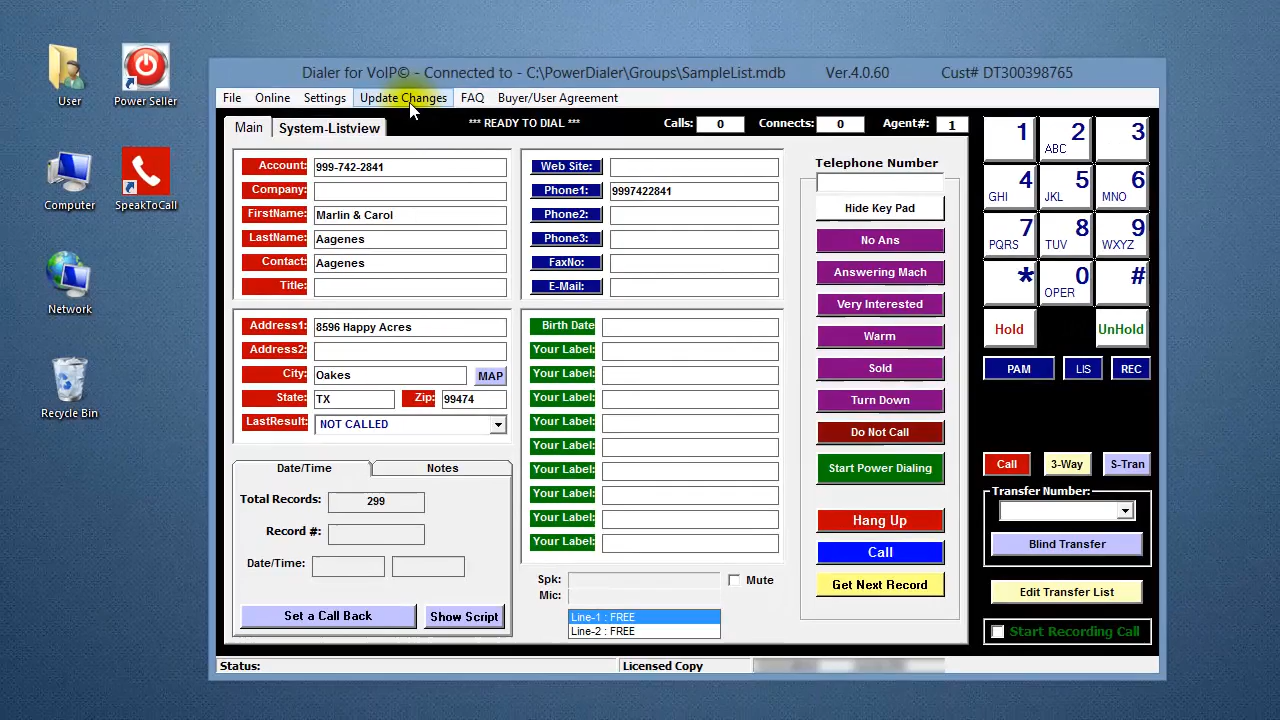 User
Power Seller
Computer
SpeakToCall
Network
Recycle Bin
Dialer for VoIP© - Connected to - C:\PowerDialer\Groups\SampleList.mdb Ver.4.0.60 Cust# DT300398765
File Online Settings Update Changes FAQ Buyer/User Agreement
Main System-Listview *** READY TO DIAL *** Calls: 0 Connects: 0 Agent#: 1
Account: 999-742-2841
Company:
FirstName: Marlin & Carol
LastName: Aagenes
Contact: Aagenes
Title:
Address1: 8596 Happy Acres
Address2:
City: Oakes MAP
State: TX Zip: 99474
LastResult: NOT CALLED
Date/Time Notes
Total Records: 299
Record #:
Date/Time:
Set a Call Back Show Script
Web Site:
Phone1: 9997422841
Phone2:
Phone3:
FaxNo:
E-Mail:
Birth Date
Your Label:
Your Label:
Your Label:
Your Label:
Your Label:
Your Label:
Your Label:
Your Label:
Your Label:
Spk: Mute
Mic:
Line-1 : FREE
Line-2 : FREE
Telephone Number
Hide Key Pad
No Ans
Answering Mach
Very Interested
Warm
Sold
Turn Down
Do Not Call
Start Power Dialing
Hang Up
Call
Get Next Record
1 2 ABC 3
4 GHI 5 JKL 6 MNO
7 PQRS 8 TUV 9 WXYZ
* 0 OPER #
Hold UnHold
PAM LIS REC
Call 3-Way S-Tran
Transfer Number:
Blind Transfer
Edit Transfer List
Start Recording Call
Status: Licensed Copy